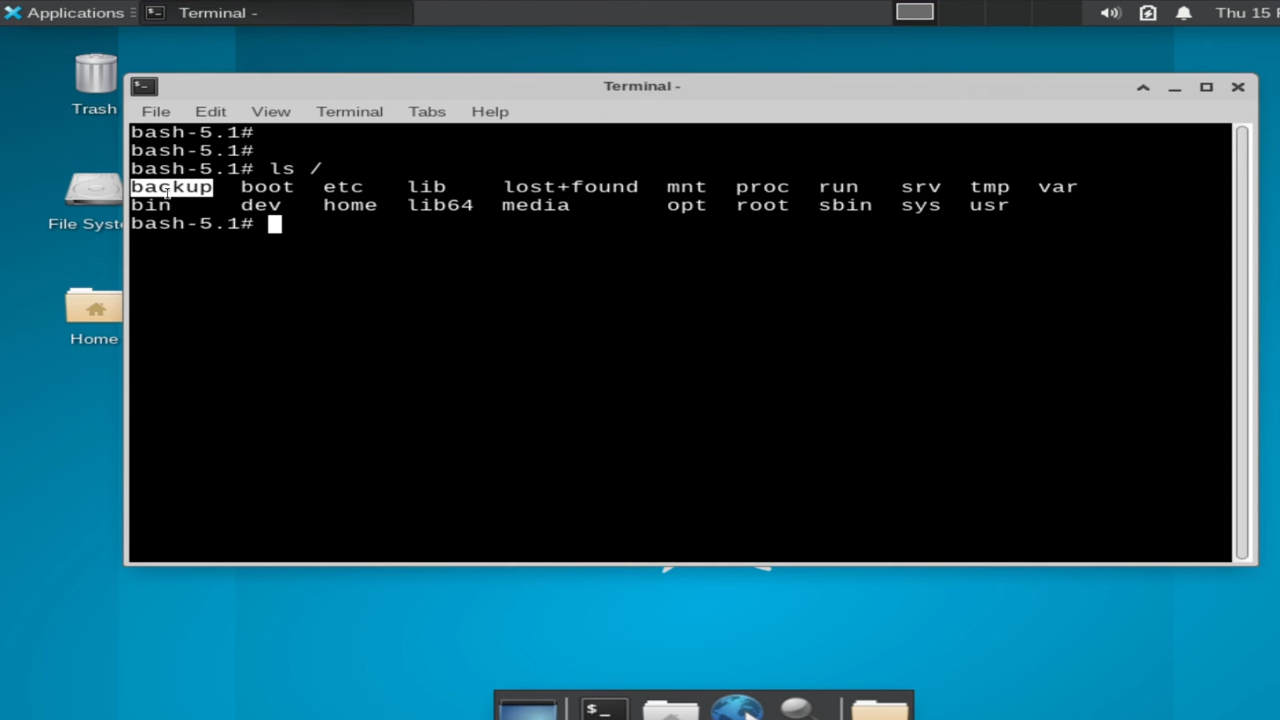 Applications Terminal - Thu 15
Trash
File Syst
Home
Terminal -
File Edit View Terminal Tabs Help
bash-5.1#
bash-5.1#
bash-5.1# ls /
backup boot etc lib lost+found mnt proc run srv tmp var
bin dev home lib64 media opt root sbin sys usr
bash-5.1#
$_